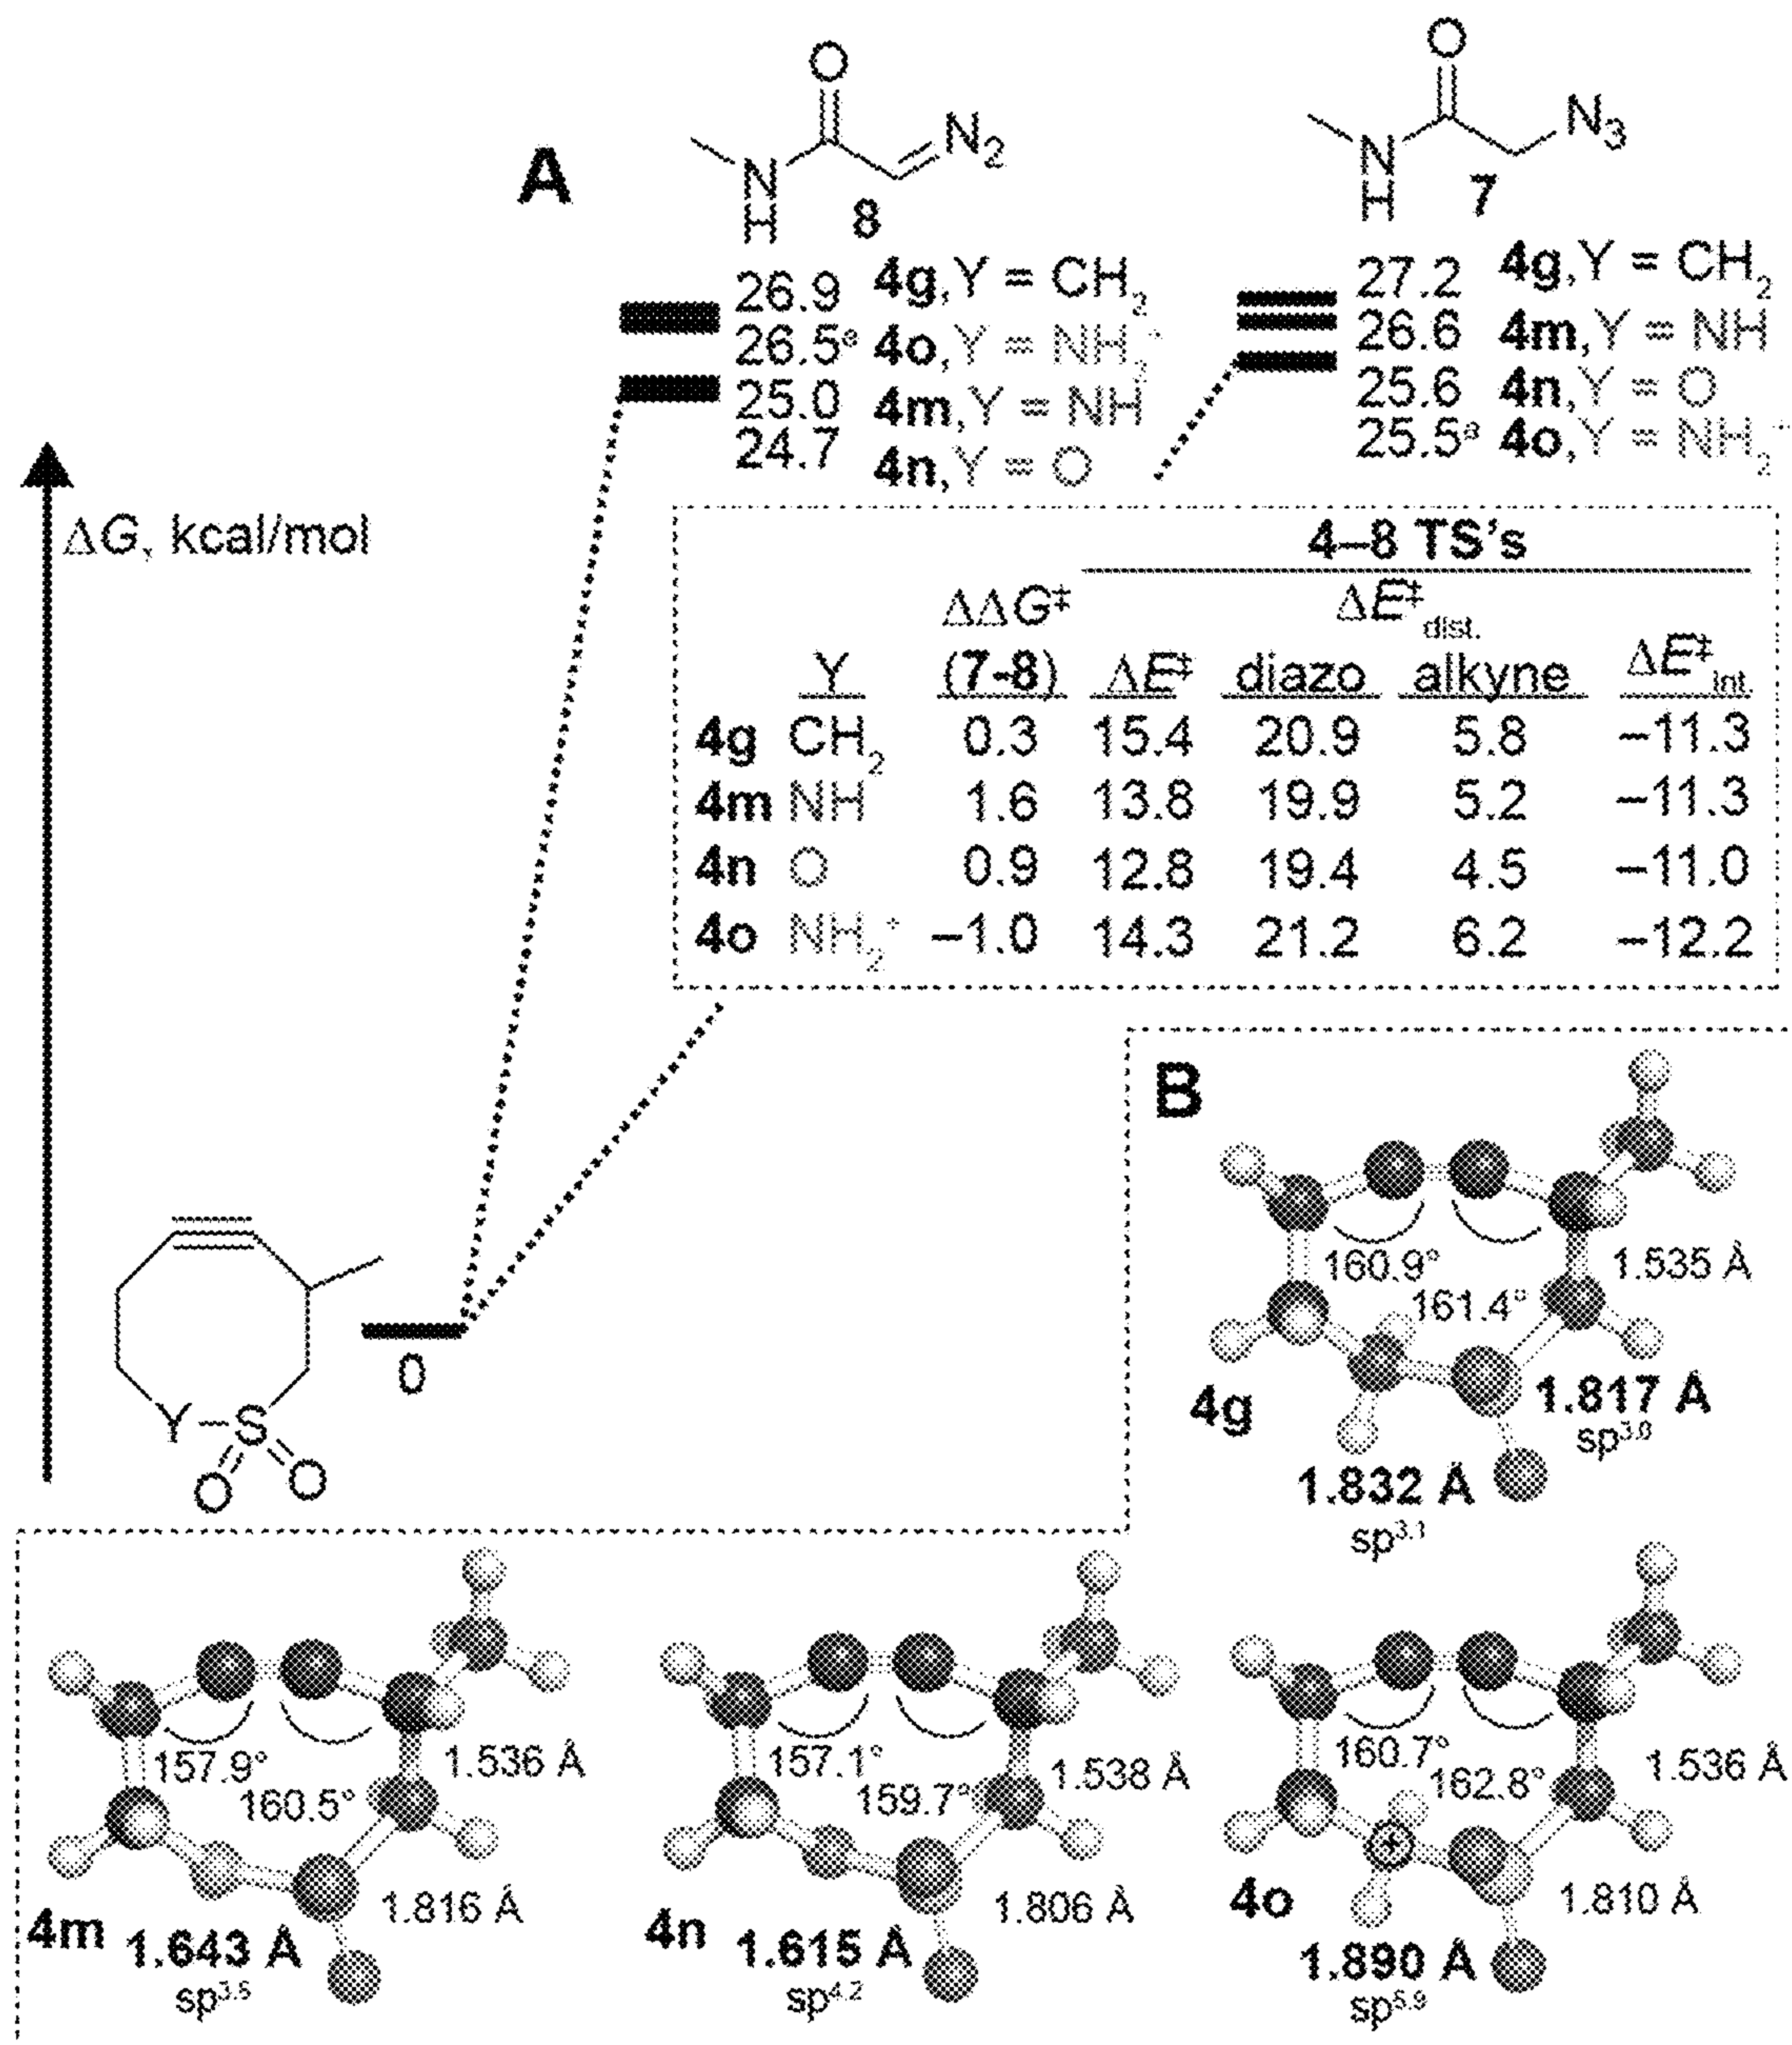 A
O
N
H
N₂
8
O
N
H
N₃
7
26.9 4g, Y = CH₂
26.5ᵃ 4o, Y = NH₂⁺
25.0 4m, Y = NH
24.7 4n, Y = O
27.2 4g, Y = CH₂
26.6 4m, Y = NH
25.6 4n, Y = O
25.5ᵃ 4o, Y = NH₂⁺
ΔG, kcal/mol
4–8 TS's
ΔΔG‡ ΔE‡dist.
Y (7-8) ΔE‡ diazo alkyne ΔE‡int.
4g CH₂ 0.3 15.4 20.9 5.8 –11.3
4m NH 1.6 13.8 19.9 5.2 –11.3
4n O 0.9 12.8 19.4 4.5 –11.0
4o NH₂⁺ –1.0 14.3 21.2 6.2 –12.2
0
Y S
O O
B
160.9°
161.4°
1.535 Å
4g
1.817 Å
sp³·⁰
1.832 Å
sp³·¹
157.9°
160.5°
1.536 Å
1.816 Å
4m 1.643 Å
sp³·⁵
157.1°
159.7°
1.538 Å
1.806 Å
4n 1.615 Å
sp⁴·²
160.7°
162.8°
1.536 Å
+
4o
1.810 Å
1.890 Å
sp⁵·⁹